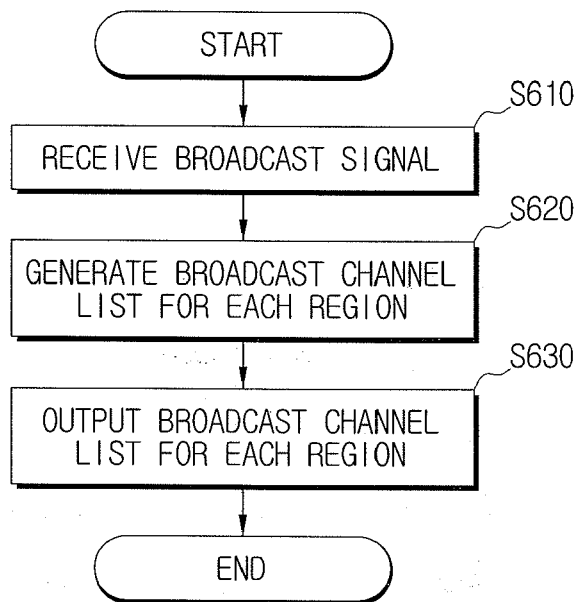 START
S610
RECEIVE BROADCAST SIGNAL
S620
GENERATE BROADCAST CHANNEL
LIST FOR EACH REGION
S630
OUTPUT BROADCAST CHANNEL
LIST FOR EACH REGION
END